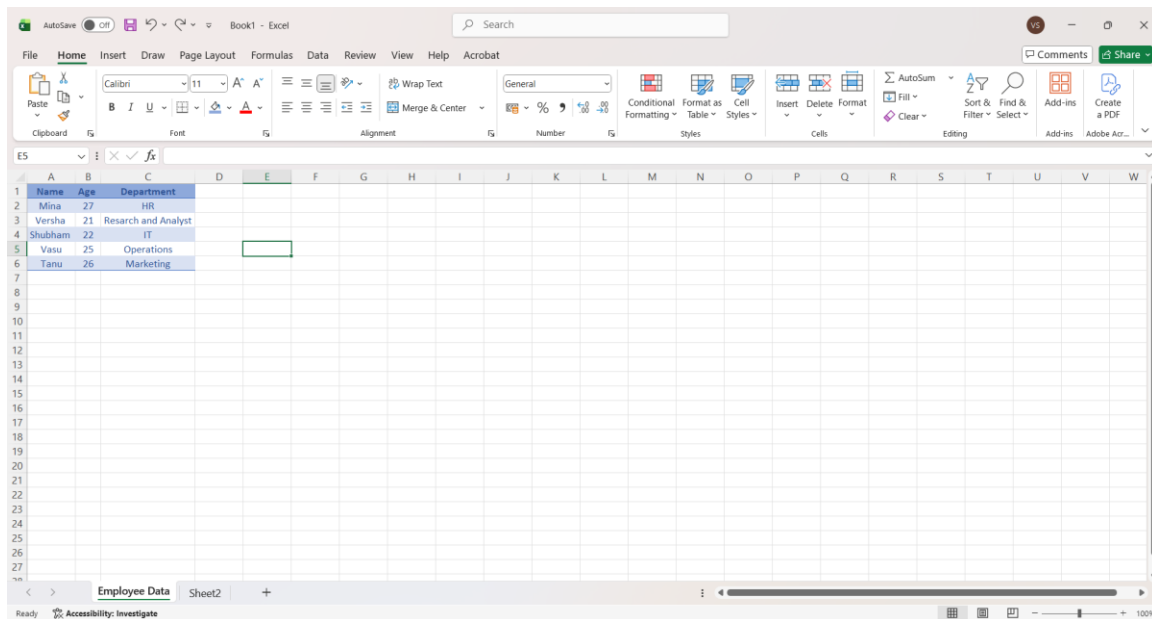 AutoSave Off Book1 - Excel Search VS
File Home Insert Draw Page Layout Formulas Data Review View Help Acrobat Comments Share
Paste Calibri 11 A^ A˅ Wrap Text General Conditional Formatting Format as Table Cell Styles Insert Delete Format AutoSum Sort & Filter Find & Select Add-ins Create a PDF
B I U A Merge & Center % 9 .00 Fill
Clear
Clipboard Font Alignment Number Styles Cells Editing Add-ins Adobe Acr...
E5 fx
A B C D E F G H I J K L M N O P Q R S T U V W
1 Name Age Department
2 Mina 27 HR
3 Versha 21 Resarch and Analyst
4 Shubham 22 IT
5 Vasu 25 Operations
6 Tanu 26 Marketing
7
8
9
10
11
12
13
14
15
16
17
18
19
20
21
22
23
24
25
26
27
Employee Data Sheet2 +
Ready Accessibility: Investigate 100%